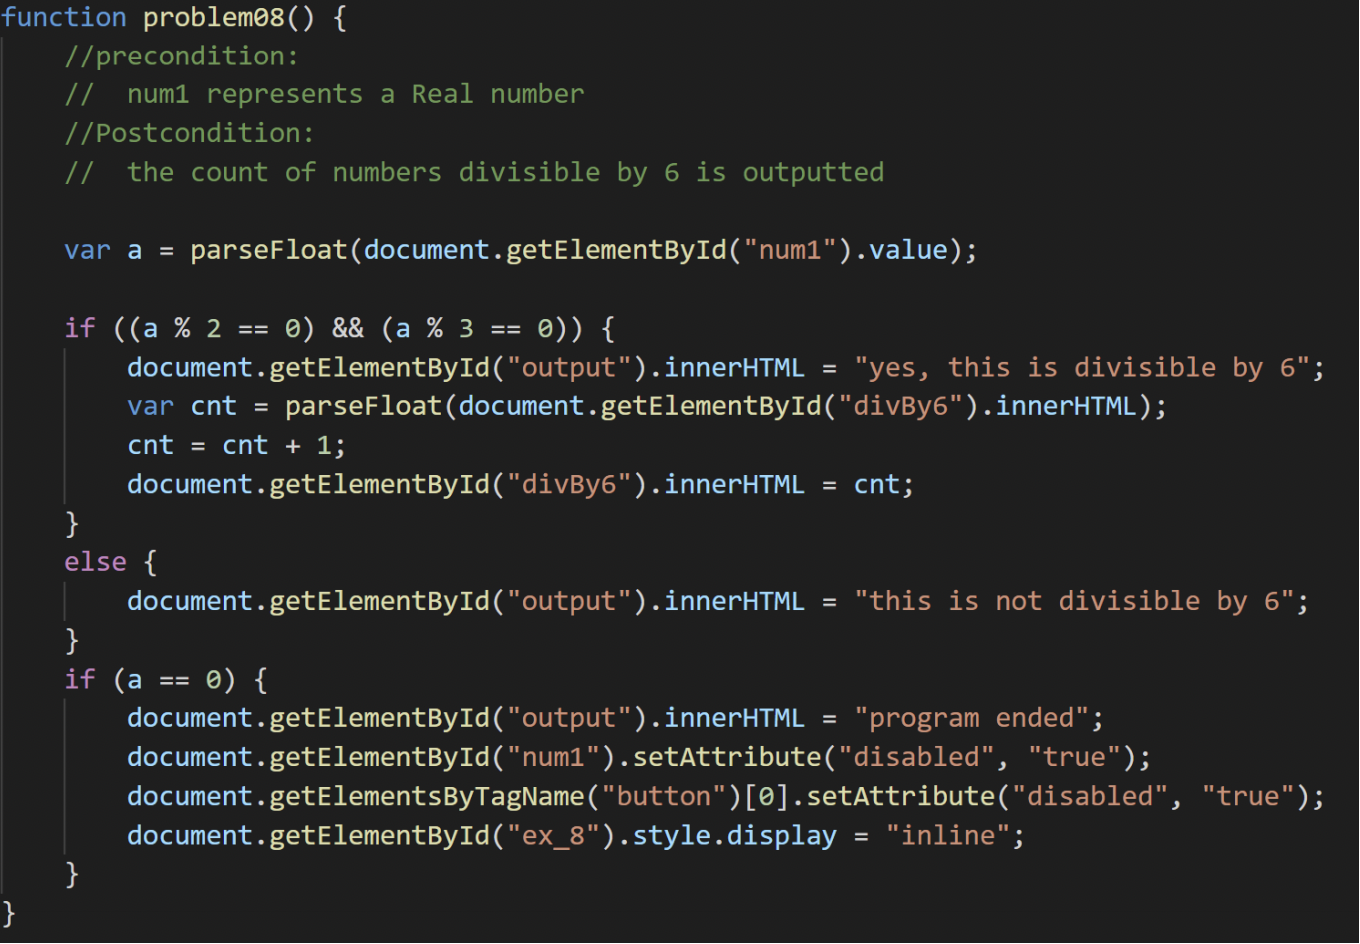 function problem08() {
    //precondition:
    //  num1 represents a Real number
    //Postcondition:
    //  the count of numbers divisible by 6 is outputted

    var a = parseFloat(document.getElementById("num1").value);

    if ((a % 2 == 0) && (a % 3 == 0)) {
        document.getElementById("output").innerHTML = "yes, this is divisible by 6";
        var cnt = parseFloat(document.getElementById("divBy6").innerHTML);
        cnt = cnt + 1;
        document.getElementById("divBy6").innerHTML = cnt;
    }
    else {
        document.getElementById("output").innerHTML = "this is not divisible by 6";
    }
    if (a == 0) {
        document.getElementById("output").innerHTML = "program ended";
        document.getElementById("num1").setAttribute("disabled", "true");
        document.getElementsByTagName("button")[0].setAttribute("disabled", "true");
        document.getElementById("ex_8").style.display = "inline";
    }
}